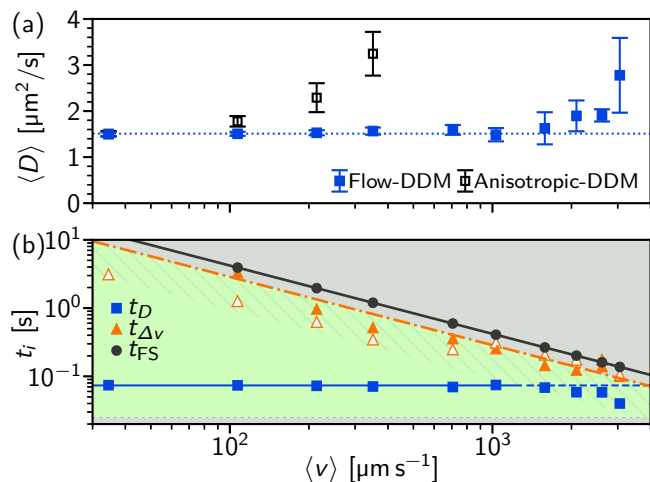 (a)
4
3
2
1
0
⟨D⟩ [µm²/s]
Flow-DDM
Anisotropic-DDM
(b)
10¹
10⁰
10⁻¹
tᵢ [s]
t_D
t_Δv
t_FS
10² 10³
⟨v⟩ [µm s⁻¹]